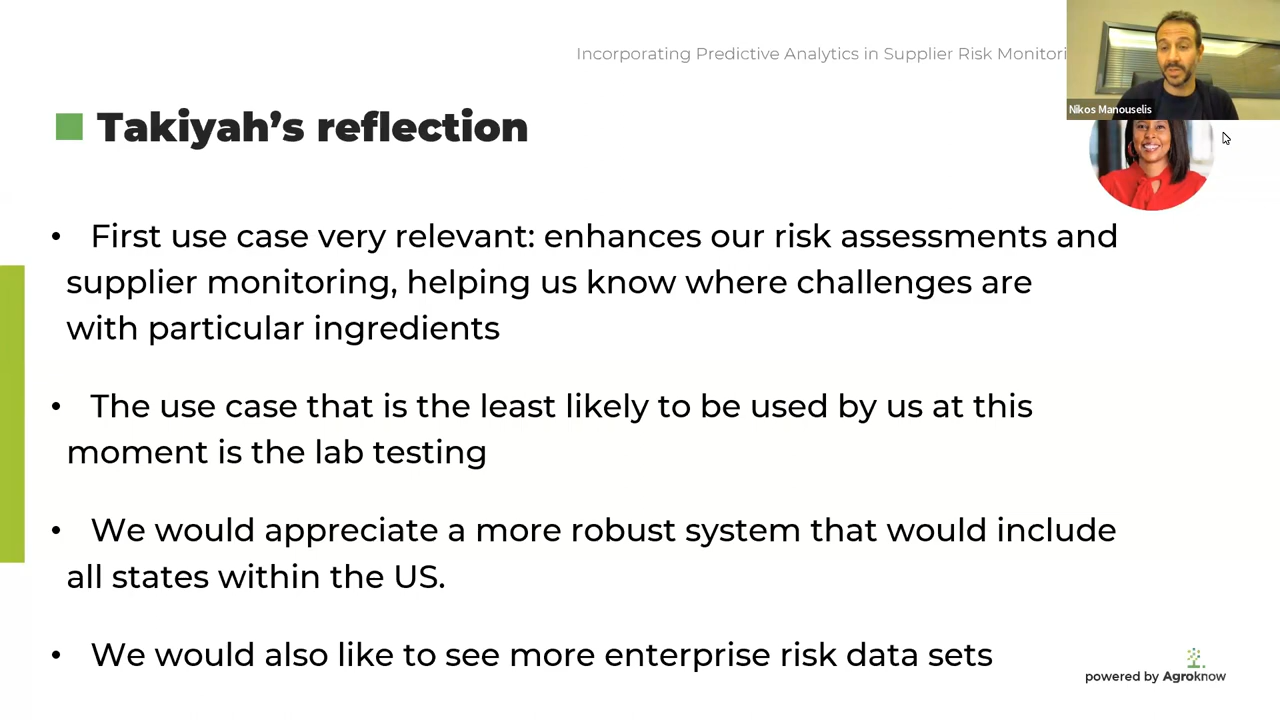 Incorporating Predictive Analytics in Supplier Risk Monitori
Nikos Manouselis
Takiyah's reflection
• First use case very relevant: enhances our risk assessments and
supplier monitoring, helping us know where challenges are
with particular ingredients
• The use case that is the least likely to be used by us at this
moment is the lab testing
• We would appreciate a more robust system that would include
all states within the US.
• We would also like to see more enterprise risk data sets
powered by Agroknow